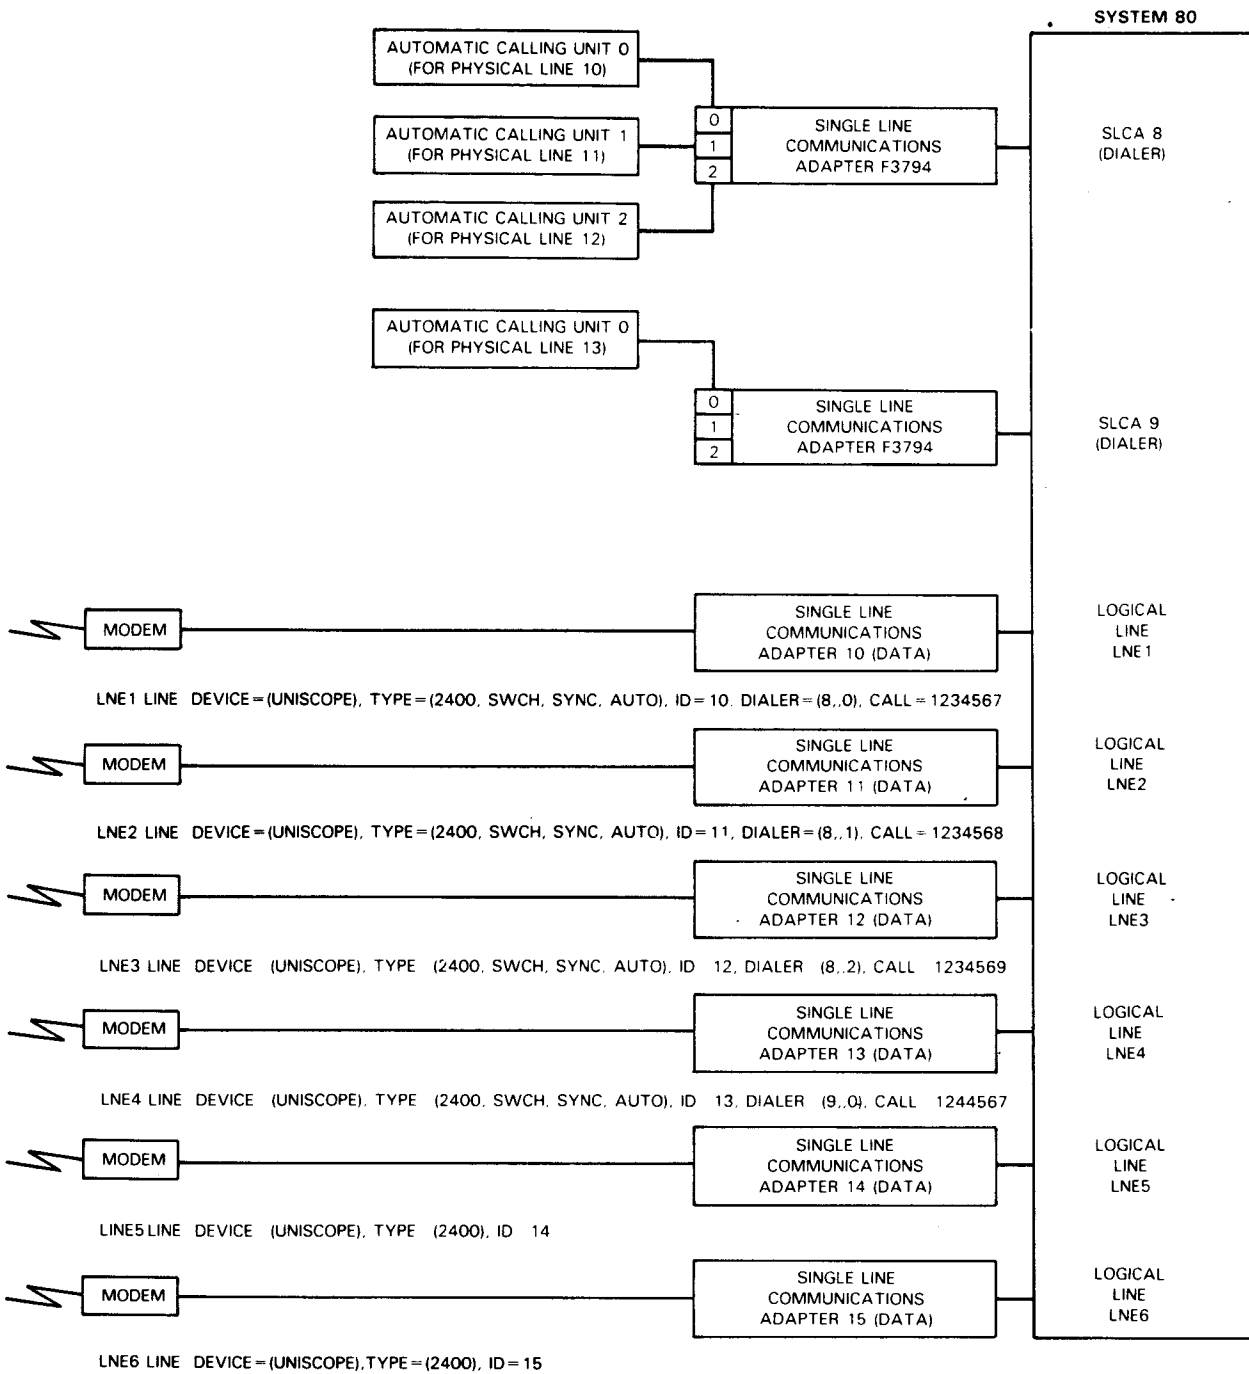 SYSTEM 80
AUTOMATIC CALLING UNIT 0
(FOR PHYSICAL LINE 10)
AUTOMATIC CALLING UNIT 1
(FOR PHYSICAL LINE 11)
AUTOMATIC CALLING UNIT 2
(FOR PHYSICAL LINE 12)
0
1
2
SINGLE LINE
COMMUNICATIONS
ADAPTER F3794
SLCA 8
(DIALER)
AUTOMATIC CALLING UNIT 0
(FOR PHYSICAL LINE 13)
0
1
2
SINGLE LINE
COMMUNICATIONS
ADAPTER F3794
SLCA 9
(DIALER)
MODEM
SINGLE LINE
COMMUNICATIONS
ADAPTER 10 (DATA)
LOGICAL
LINE
LNE1
LNE1 LINE DEVICE=(UNISCOPE), TYPE=(2400, SWCH, SYNC, AUTO), ID=10. DIALER=(8,,0), CALL=1234567
MODEM
SINGLE LINE
COMMUNICATIONS
ADAPTER 11 (DATA)
LOGICAL
LINE
LNE2
LNE2 LINE DEVICE=(UNISCOPE), TYPE=(2400, SWCH, SYNC, AUTO), ID=11, DIALER=(8,,1), CALL=1234568
MODEM
SINGLE LINE
COMMUNICATIONS
ADAPTER 12 (DATA)
LOGICAL
LINE
LNE3
LNE3 LINE DEVICE (UNISCOPE), TYPE (2400, SWCH, SYNC, AUTO), ID 12, DIALER (8,,2), CALL 1234569
MODEM
SINGLE LINE
COMMUNICATIONS
ADAPTER 13 (DATA)
LOGICAL
LINE
LNE4
LNE4 LINE DEVICE (UNISCOPE), TYPE (2400, SWCH, SYNC, AUTO), ID 13, DIALER (9,,0), CALL 1244567
MODEM
SINGLE LINE
COMMUNICATIONS
ADAPTER 14 (DATA)
LOGICAL
LINE
LNE5
LINE5 LINE DEVICE (UNISCOPE), TYPE (2400), ID 14
MODEM
SINGLE LINE
COMMUNICATIONS
ADAPTER 15 (DATA)
LOGICAL
LINE
LNE6
LNE6 LINE DEVICE=(UNISCOPE),TYPE=(2400), ID=15